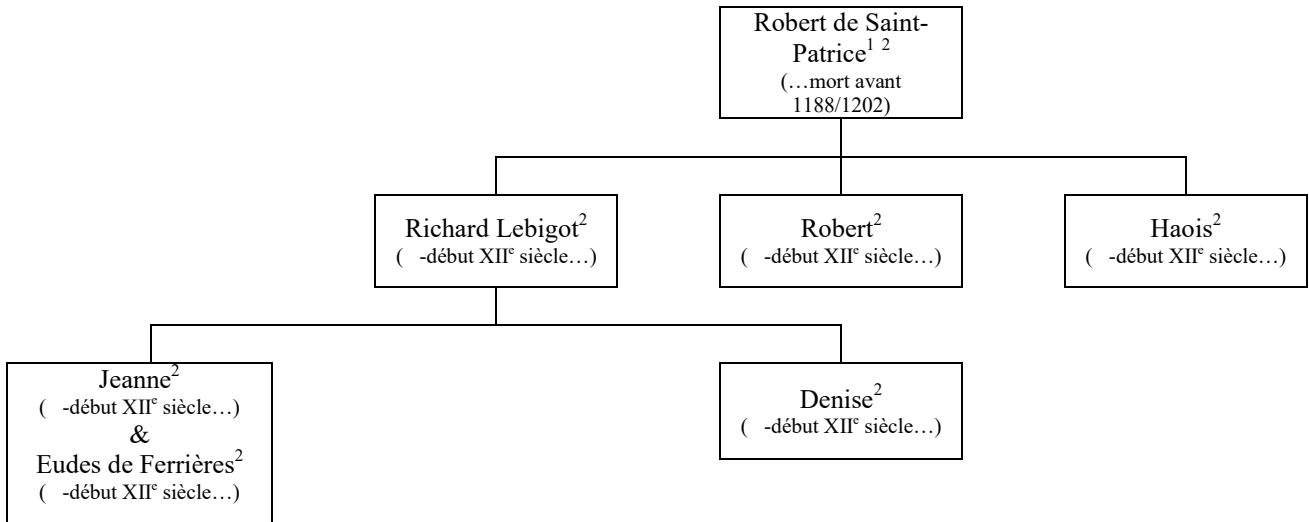 Robert de Saint-
Patrice¹ ²
(…mort avant
1188/1202)
Richard Lebigot²
( -début XIIᵉ siècle…)
Robert²
( -début XIIᵉ siècle…)
Haois²
( -début XIIᵉ siècle…)
Jeanne²
( -début XIIᵉ siècle…)
&
Eudes de Ferrières²
( -début XIIᵉ siècle…)
Denise²
( -début XIIᵉ siècle…)